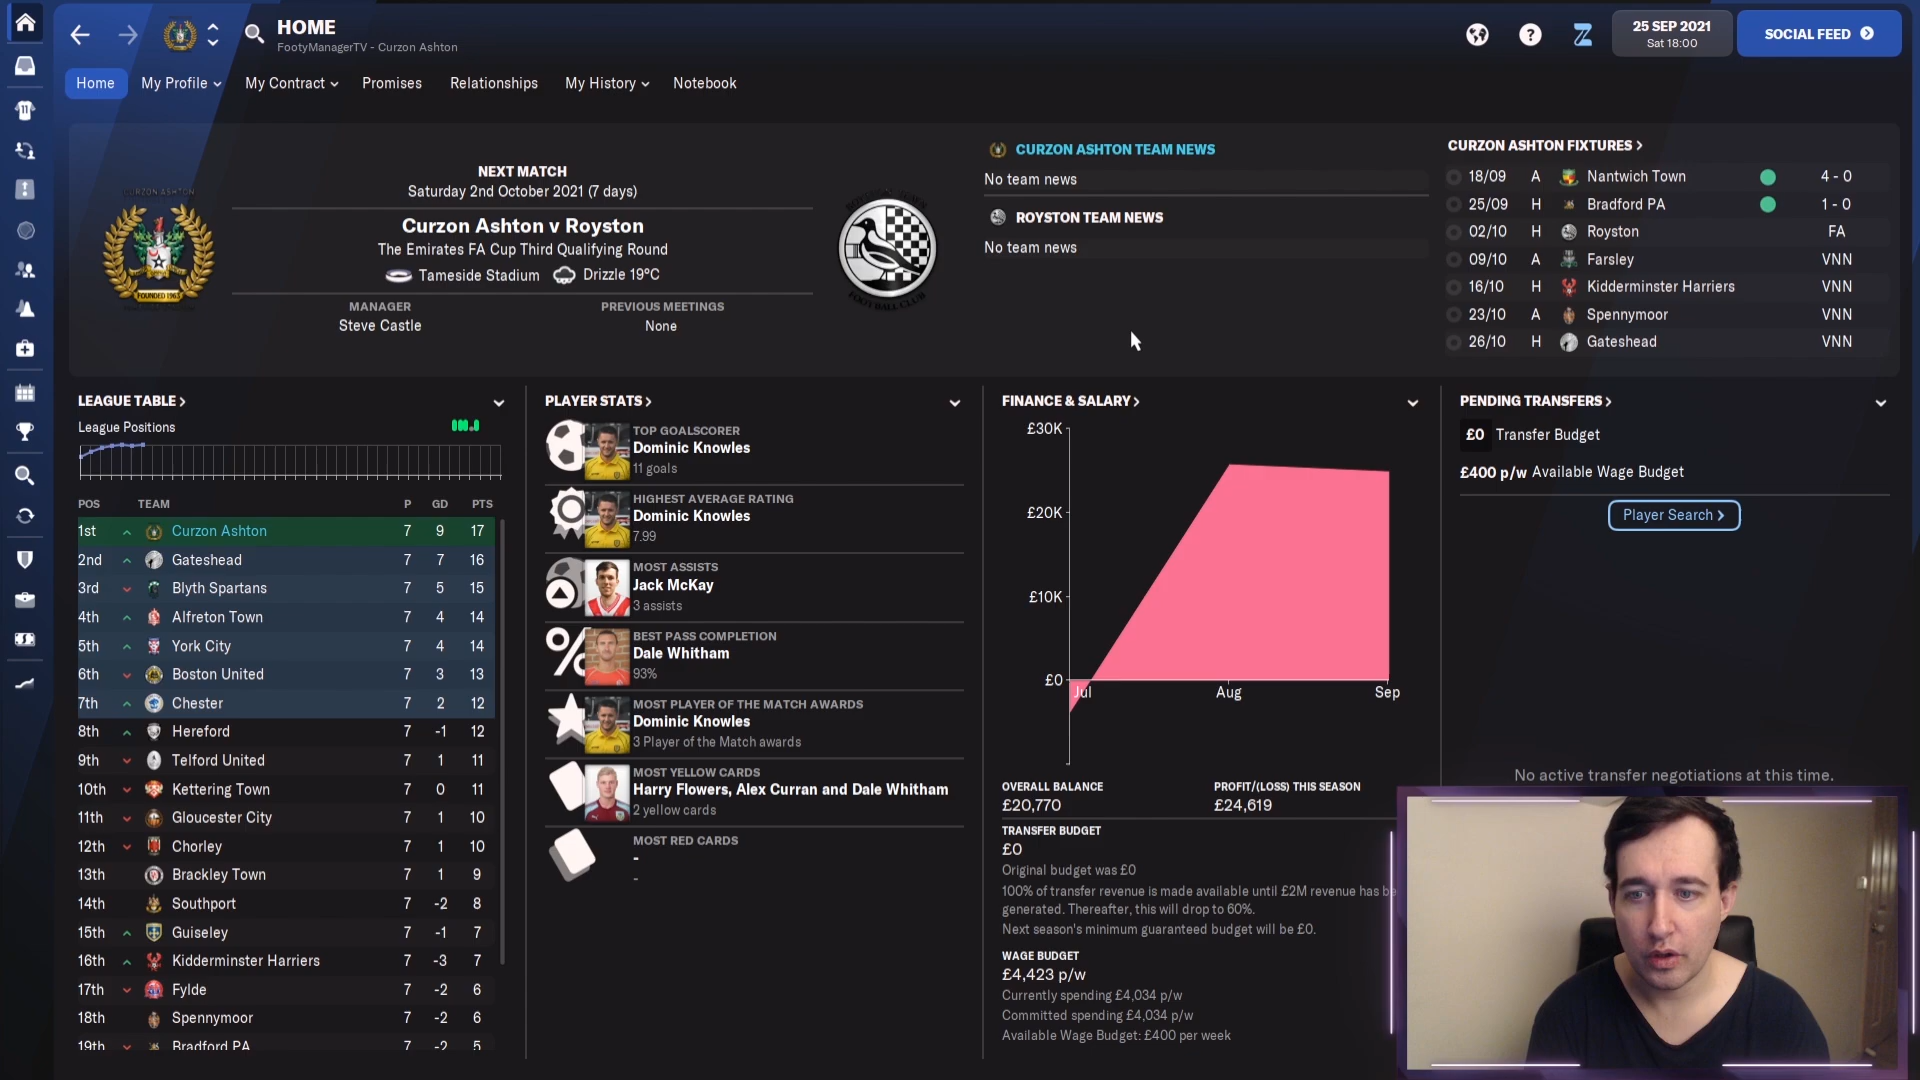 HOME
FootyManagerTV - Curzon Ashton
25 SEP 2021
Sat 18:00
SOCIAL FEED
Home
My Profile
My Contract
Promises
Relationships
My History
Notebook
NEXT MATCH
Saturday 2nd October 2021 (7 days)
Curzon Ashton v Royston
The Emirates FA Cup Third Qualifying Round
Tameside Stadium
Drizzle 19°C
MANAGER
Steve Castle
PREVIOUS MEETINGS
None
CURZON ASHTON
FOUNDED 1963
FOOTBALL CLUB
CURZON ASHTON TEAM NEWS
No team news
ROYSTON TEAM NEWS
No team news
CURZON ASHTON FIXTURES >
18/09 A Nantwich Town 4 - 0
25/09 H Bradford PA 1 - 0
02/10 H Royston FA
09/10 A Farsley VNN
16/10 H Kidderminster Harriers VNN
23/10 A Spennymoor VNN
26/10 H Gateshead VNN
LEAGUE TABLE >
League Positions
POS TEAM P GD PTS
1st Curzon Ashton 7 9 17
2nd Gateshead 7 7 16
3rd Blyth Spartans 7 5 15
4th Alfreton Town 7 4 14
5th York City 7 4 14
6th Boston United 7 3 13
7th Chester 7 2 12
8th Hereford 7 -1 12
9th Telford United 7 1 11
10th Kettering Town 7 0 11
11th Gloucester City 7 1 10
12th Chorley 7 1 10
13th Brackley Town 7 1 9
14th Southport 7 -2 8
15th Guiseley 7 -1 7
16th Kidderminster Harriers 7 -3 7
17th Fylde 7 -2 6
18th Spennymoor 7 -2 6
19th Bradford PA 7 -2 5
PLAYER STATS >
TOP GOALSCORER
Dominic Knowles
11 goals
HIGHEST AVERAGE RATING
Dominic Knowles
7.99
MOST ASSISTS
Jack McKay
3 assists
BEST PASS COMPLETION
Dale Whitham
93%
MOST PLAYER OF THE MATCH AWARDS
Dominic Knowles
3 Player of the Match awards
MOST YELLOW CARDS
Harry Flowers, Alex Curran and Dale Whitham
2 yellow cards
MOST RED CARDS
-
-
FINANCE & SALARY >
£30K
£20K
£10K
£0
Jul Aug Sep
OVERALL BALANCE
£20,770
PROFIT/(LOSS) THIS SEASON
£24,619
TRANSFER BUDGET
£0
Original budget was £0
100% of transfer revenue is made available until £2M revenue has be
generated. Thereafter, this will drop to 60%.
Next season's minimum guaranteed budget will be £0.
WAGE BUDGET
£4,423 p/w
Currently spending £4,034 p/w
Committed spending £4,034 p/w
Available Wage Budget: £400 per week
PENDING TRANSFERS >
£0 Transfer Budget
£400 p/w Available Wage Budget
Player Search >
No active transfer negotiations at this time.